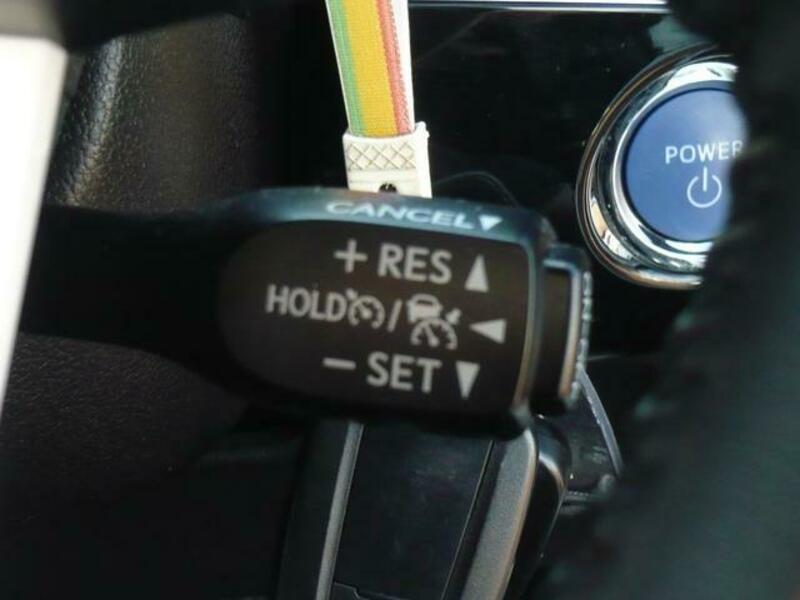 POWER
CANCEL▼
+ RES ▲
HOLD / ◀
− SET ▼